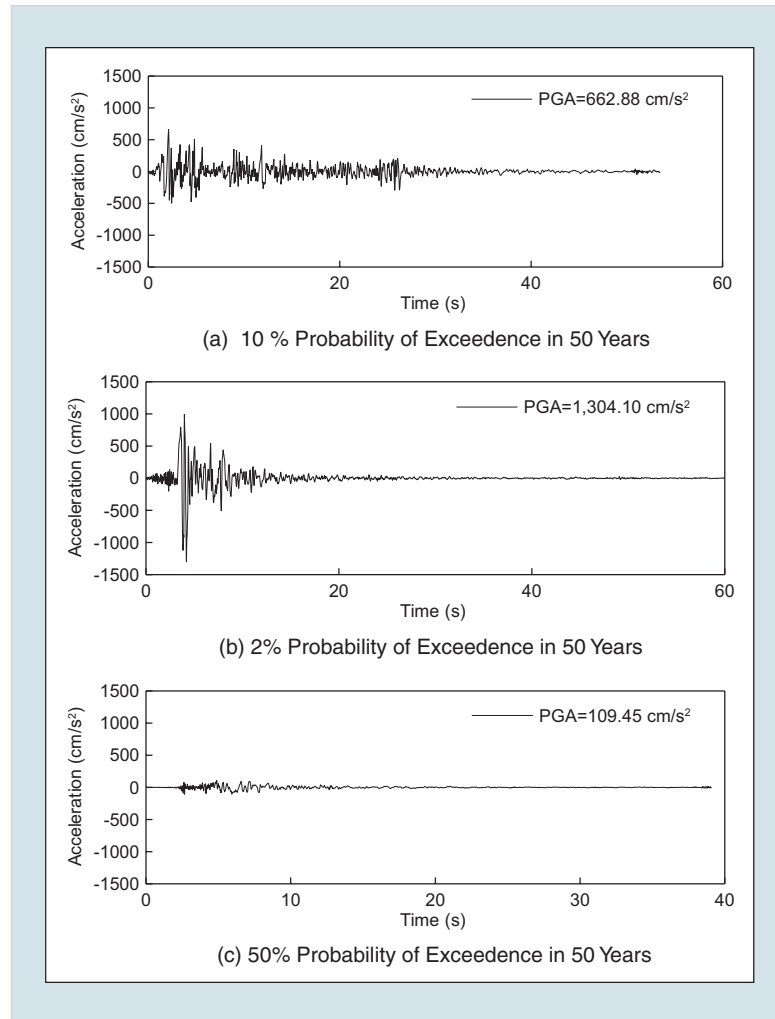 1500
1000
500
0
-500
-1000
-1500
Acceleration (cm/s²)
PGA=662.88 cm/s²
0 20 40 60
Time (s)
(a) 10 % Probability of Exceedence in 50 Years
1500
1000
500
0
-500
-1000
-1500
Acceleration (cm/s²)
PGA=1,304.10 cm/s²
0 20 40 60
Time (s)
(b) 2% Probability of Exceedence in 50 Years
1500
1000
500
0
-500
-1000
-1500
Acceleration (cm/s²)
PGA=109.45 cm/s²
0 10 20 30 40
Time (s)
(c) 50% Probability of Exceedence in 50 Years